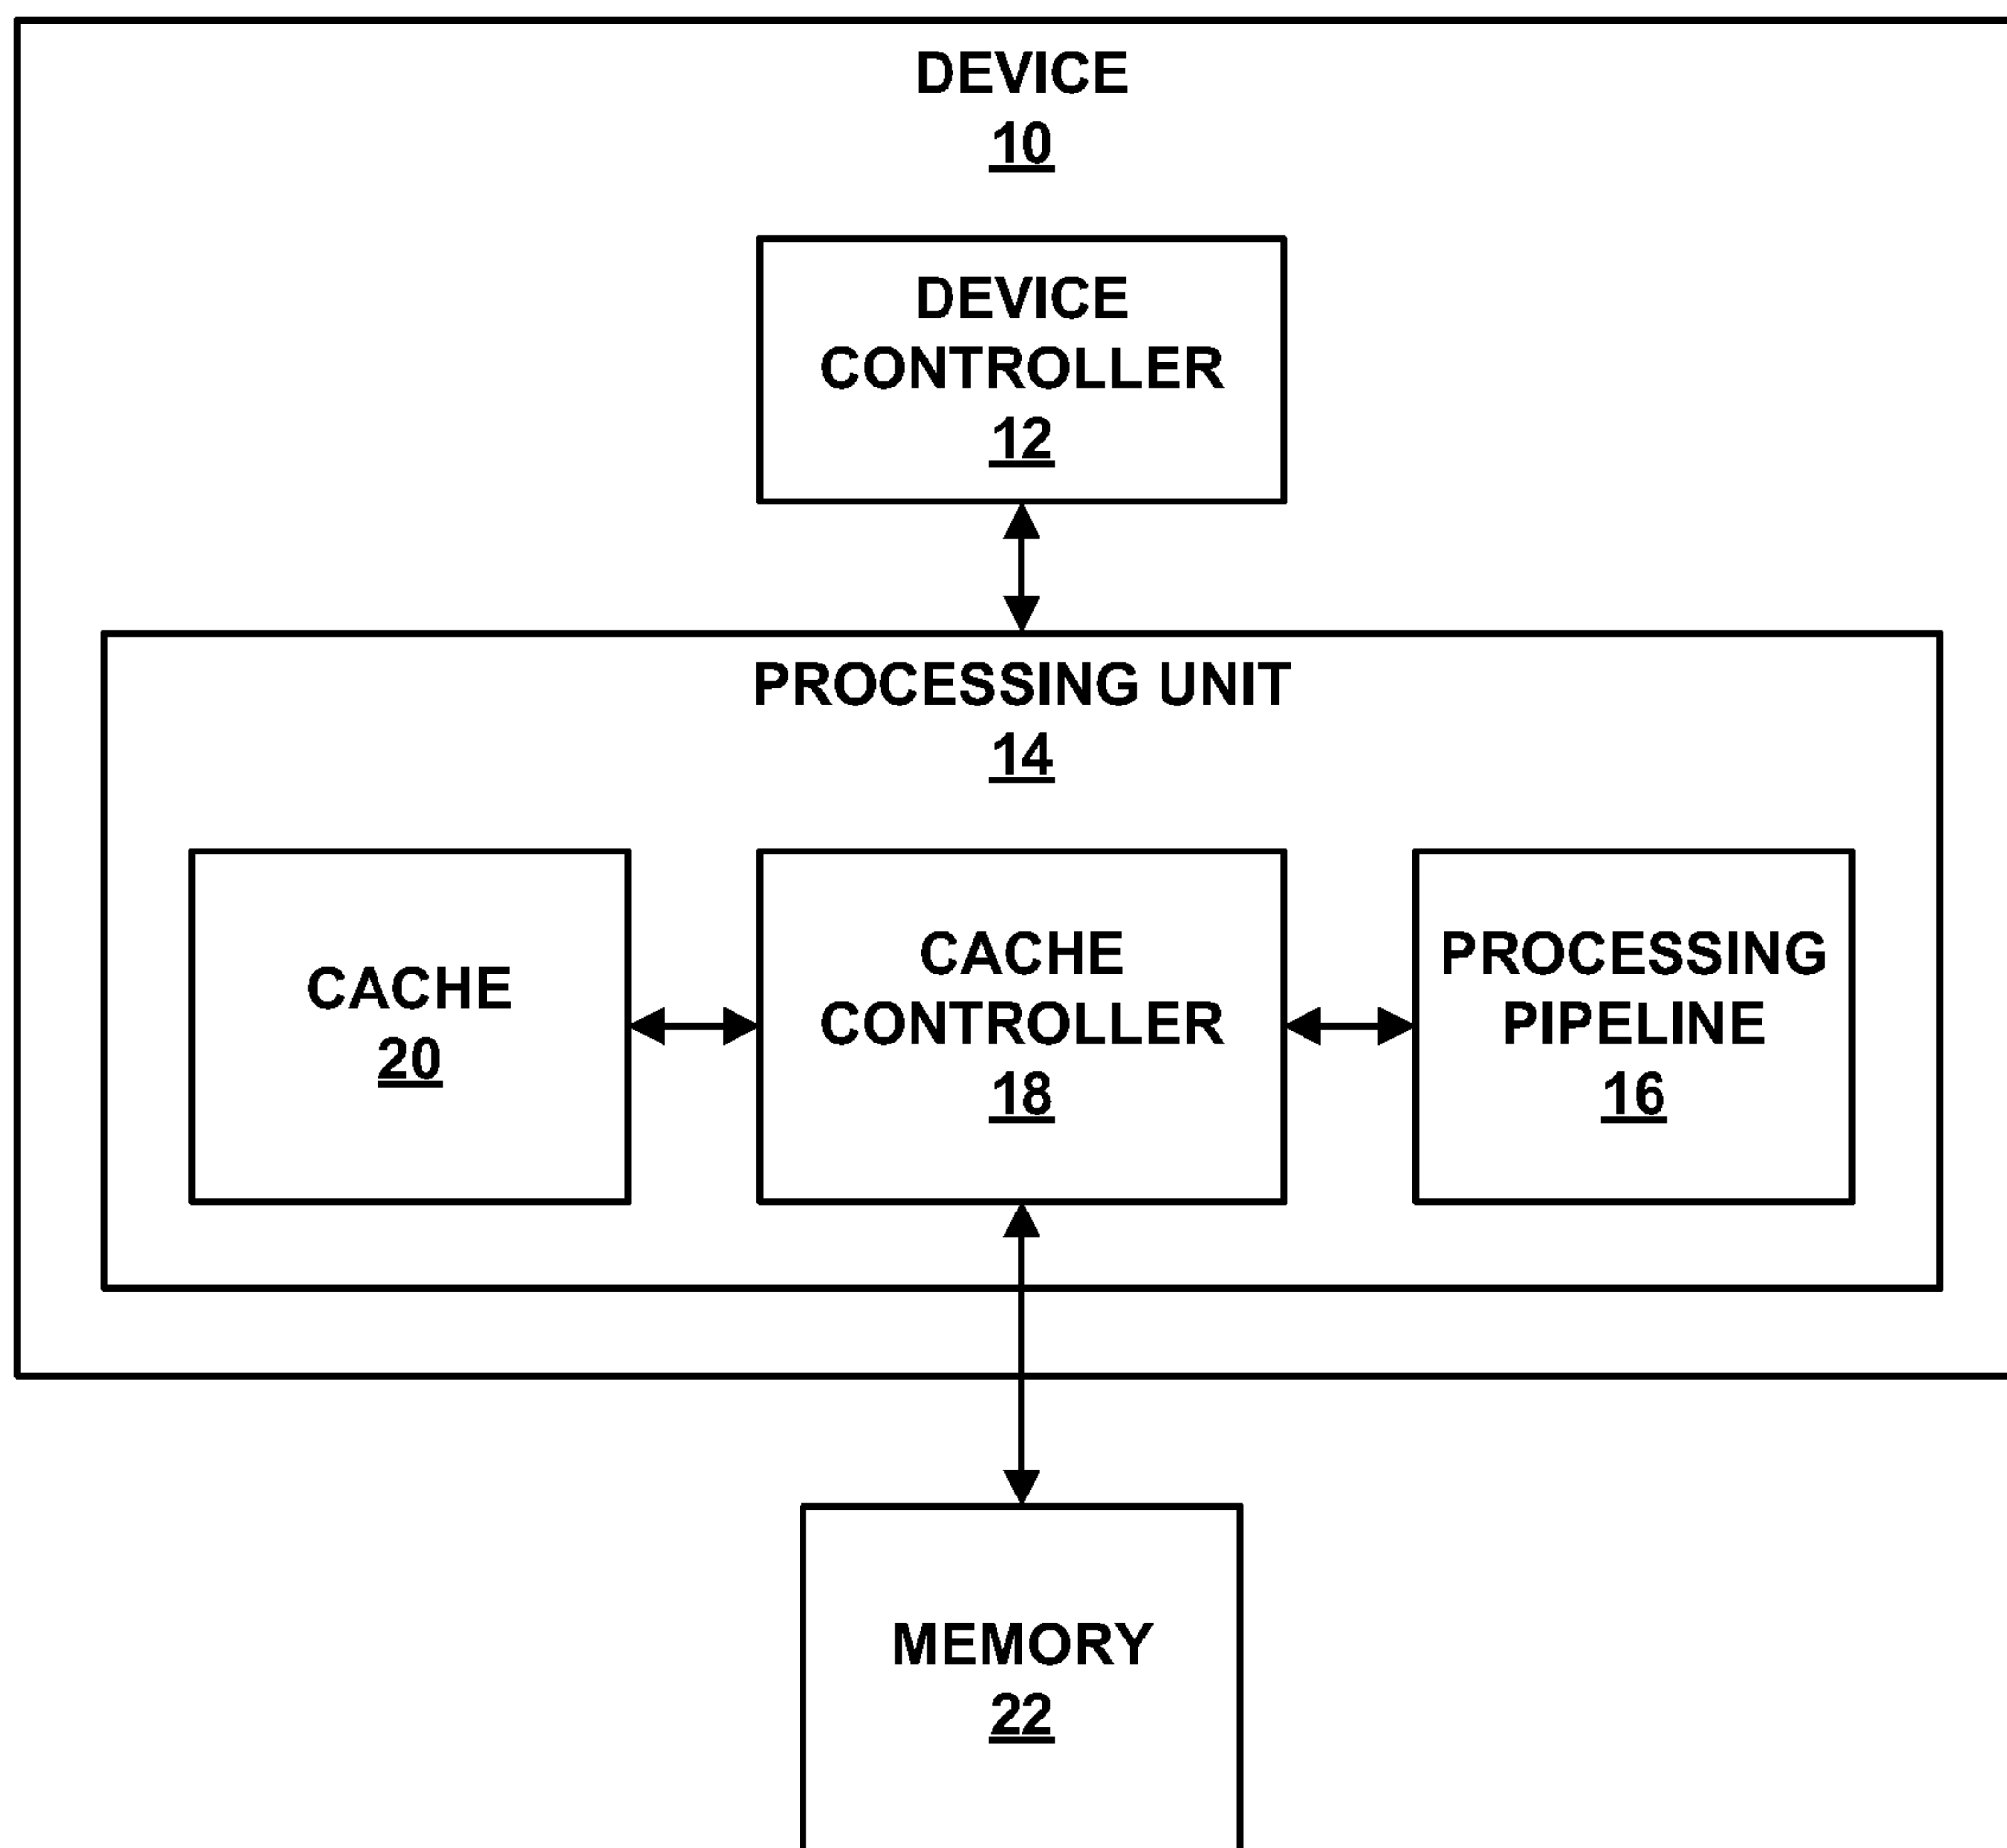 DEVICE
10
DEVICE
CONTROLLER
12
PROCESSING UNIT
14
CACHE
20
CACHE
CONTROLLER
18
PROCESSING
PIPELINE
16
MEMORY
22